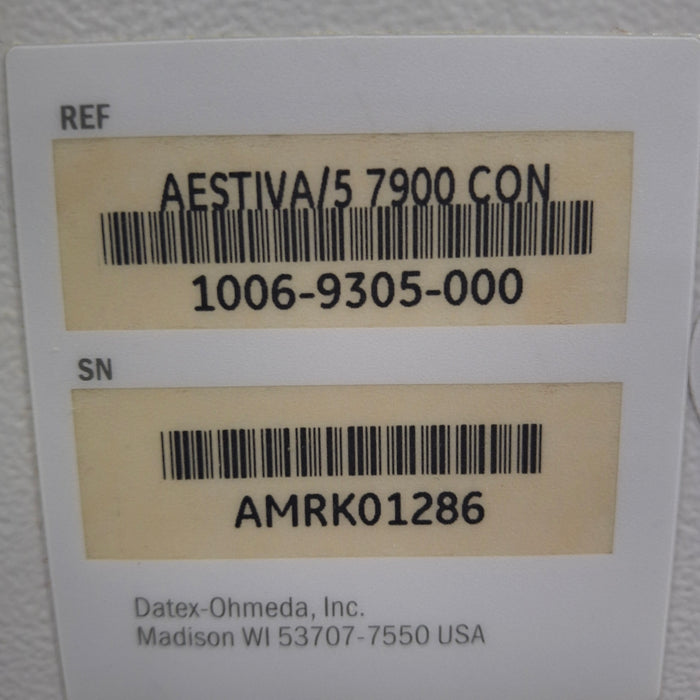 REF
AESTIVA/5 7900 CON
1006-9305-000
SN
AMRK01286
Datex-Ohmeda, Inc.
Madison WI 53707-7550 USA